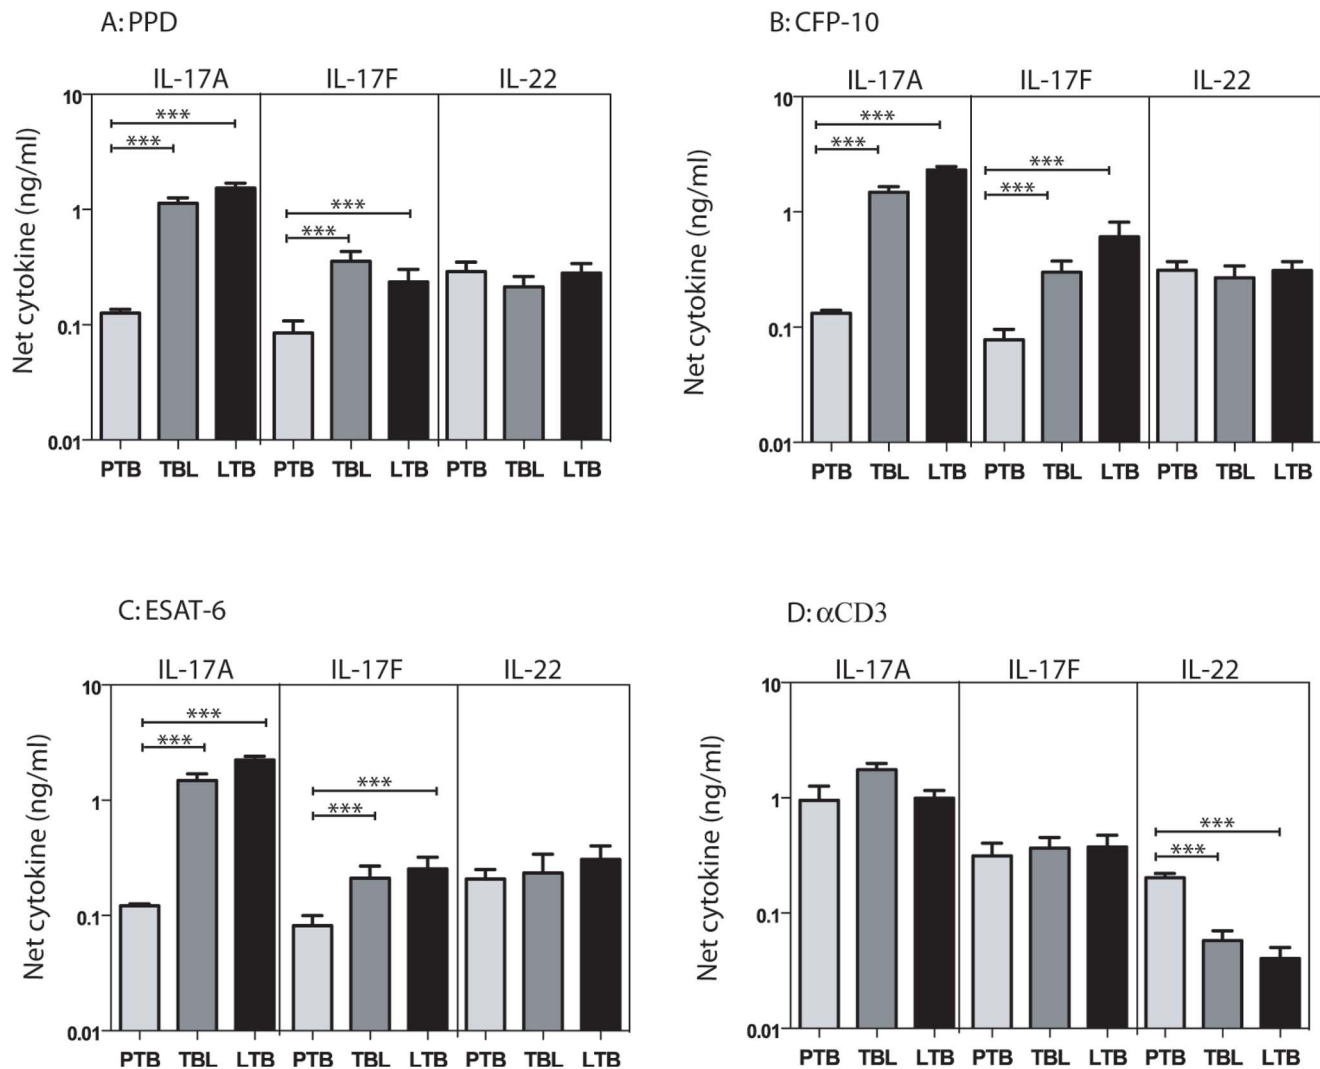 A: PPD
IL-17A IL-17F IL-22
Net cytokine (ng/ml)
10
1
0.1
0.01
*** *** *** ***
PTB TBL LTB PTB TBL LTB PTB TBL LTB
B: CFP-10
IL-17A IL-17F IL-22
Net cytokine (ng/ml)
10
1
0.1
0.01
*** *** *** ***
PTB TBL LTB PTB TBL LTB PTB TBL LTB
C: ESAT-6
IL-17A IL-17F IL-22
Net cytokine (ng/ml)
10
1
0.1
0.01
*** *** *** ***
PTB TBL LTB PTB TBL LTB PTB TBL LTB
D: αCD3
IL-17A IL-17F IL-22
Net cytokine (ng/ml)
10
1
0.1
0.01
*** ***
PTB TBL LTB PTB TBL LTB PTB TBL LTB